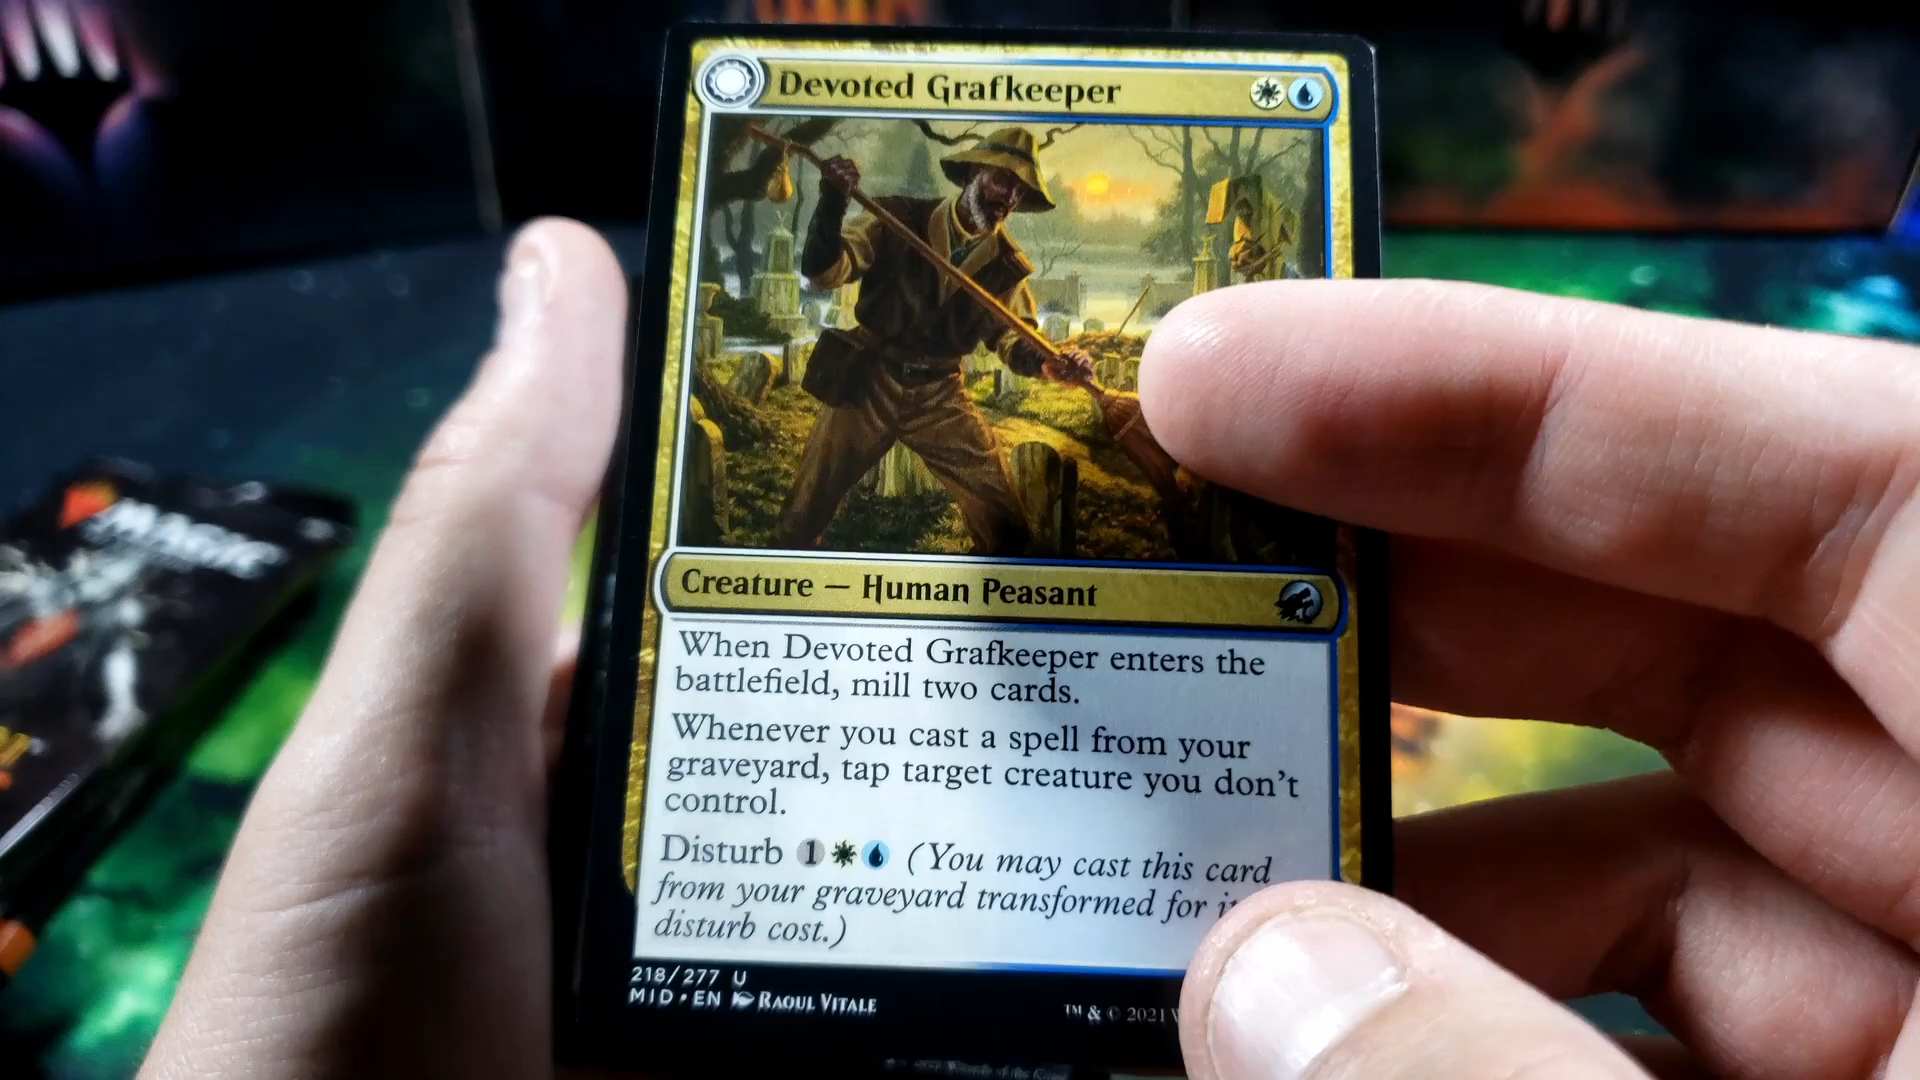 Devoted Grafkeeper
Creature — Human Peasant
When Devoted Grafkeeper enters the
battlefield, mill two cards.
Whenever you cast a spell from your
graveyard, tap target creature you don't
control.
Disturb 1 (You may cast this card
from your graveyard transformed for
disturb cost.)
218/277 U
MID • EN RAOUL VITALE
™ & © 2021
MAGIC